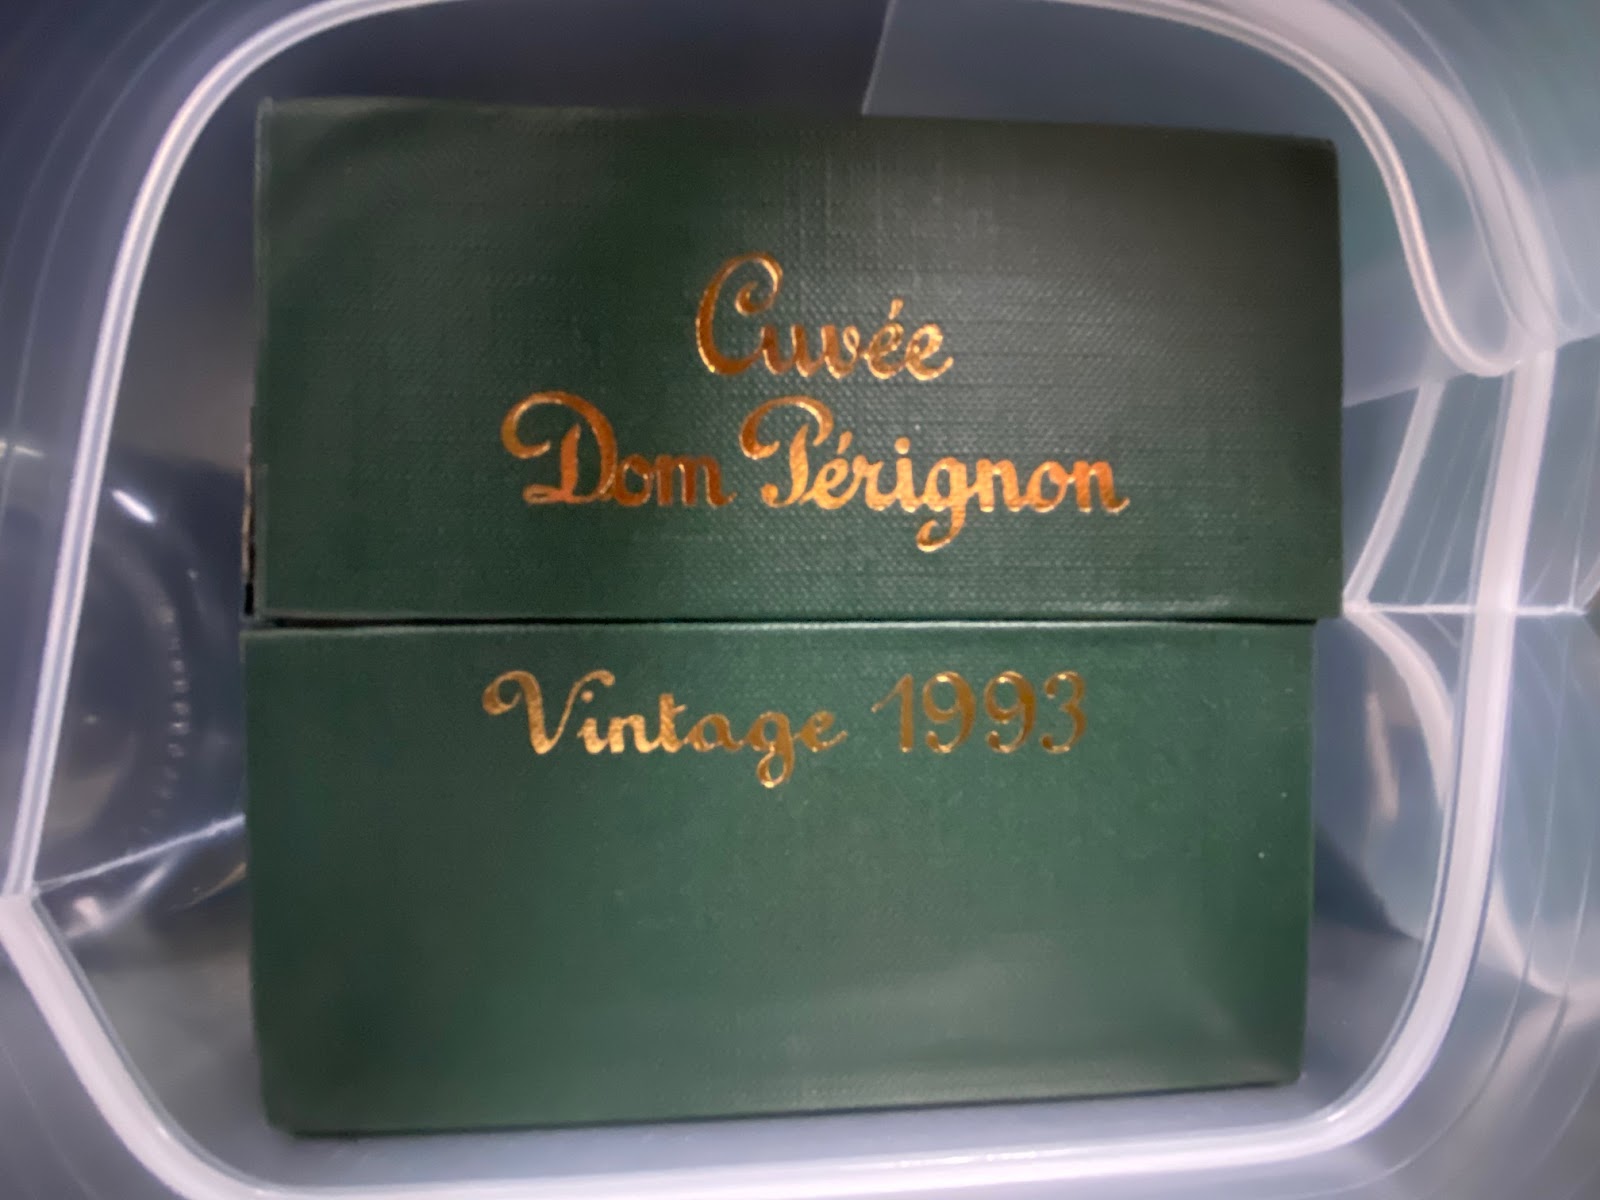 Cuvée
Dom Pérignon
Vintage 1993